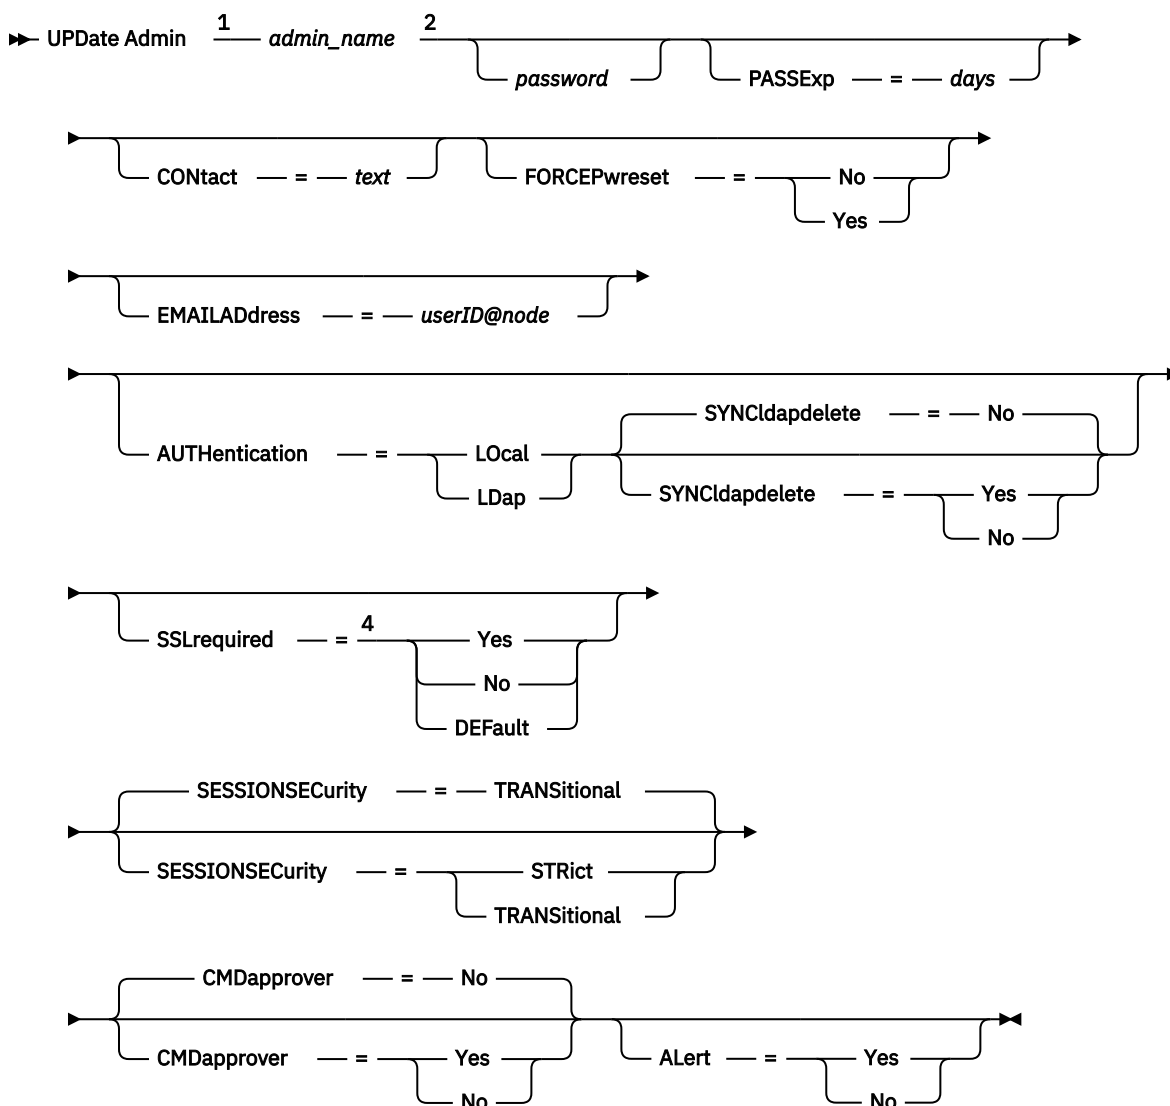 1 2
UPDate Admin admin_name
password PASSExp = days
CONtact = text FORCEPwreset = No
Yes
EMAILADdress = userID@node
SYNCldapdelete = No
AUTHentication = LOcal
LDap SYNCldapdelete = Yes
No
4
SSLrequired = Yes
No
DEFault
SESSIONSECurity = TRANSitional
SESSIONSECurity = STRict
TRANSitional
CMDapprover = No
CMDapprover = Yes ALert = Yes
No No